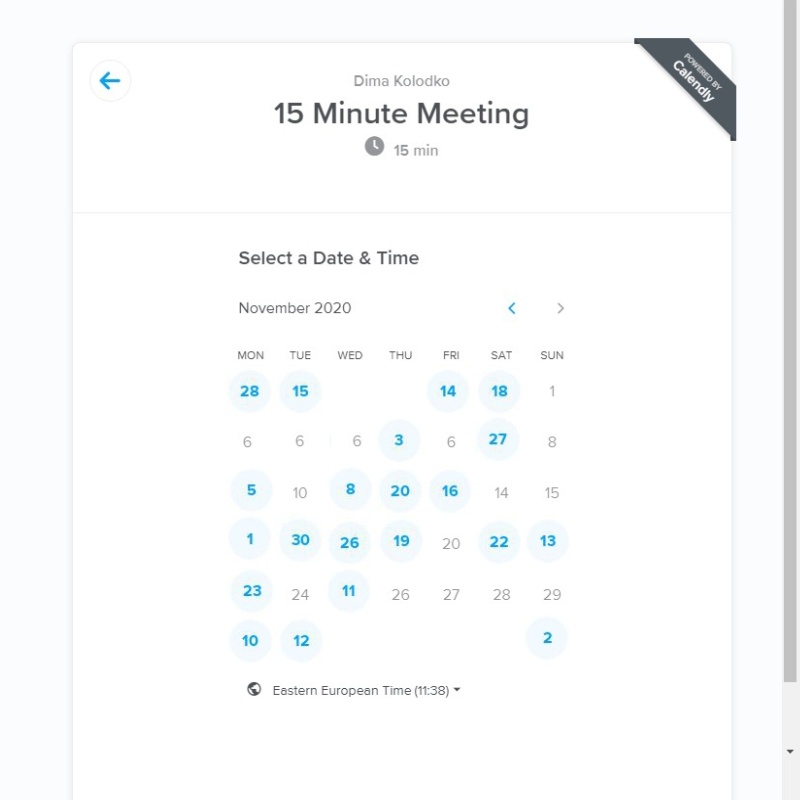 POWERED BY
Calendly
Dima Kolodko
15 Minute Meeting
15 min
Select a Date & Time
November 2020
MON TUE WED THU FRI SAT SUN
28 15 14 18 1
6 6 6 3 6 27 8
5 10 8 20 16 14 15
1 30 26 19 20 22 13
23 24 11 26 27 28 29
10 12 2
Eastern European Time (11:38)